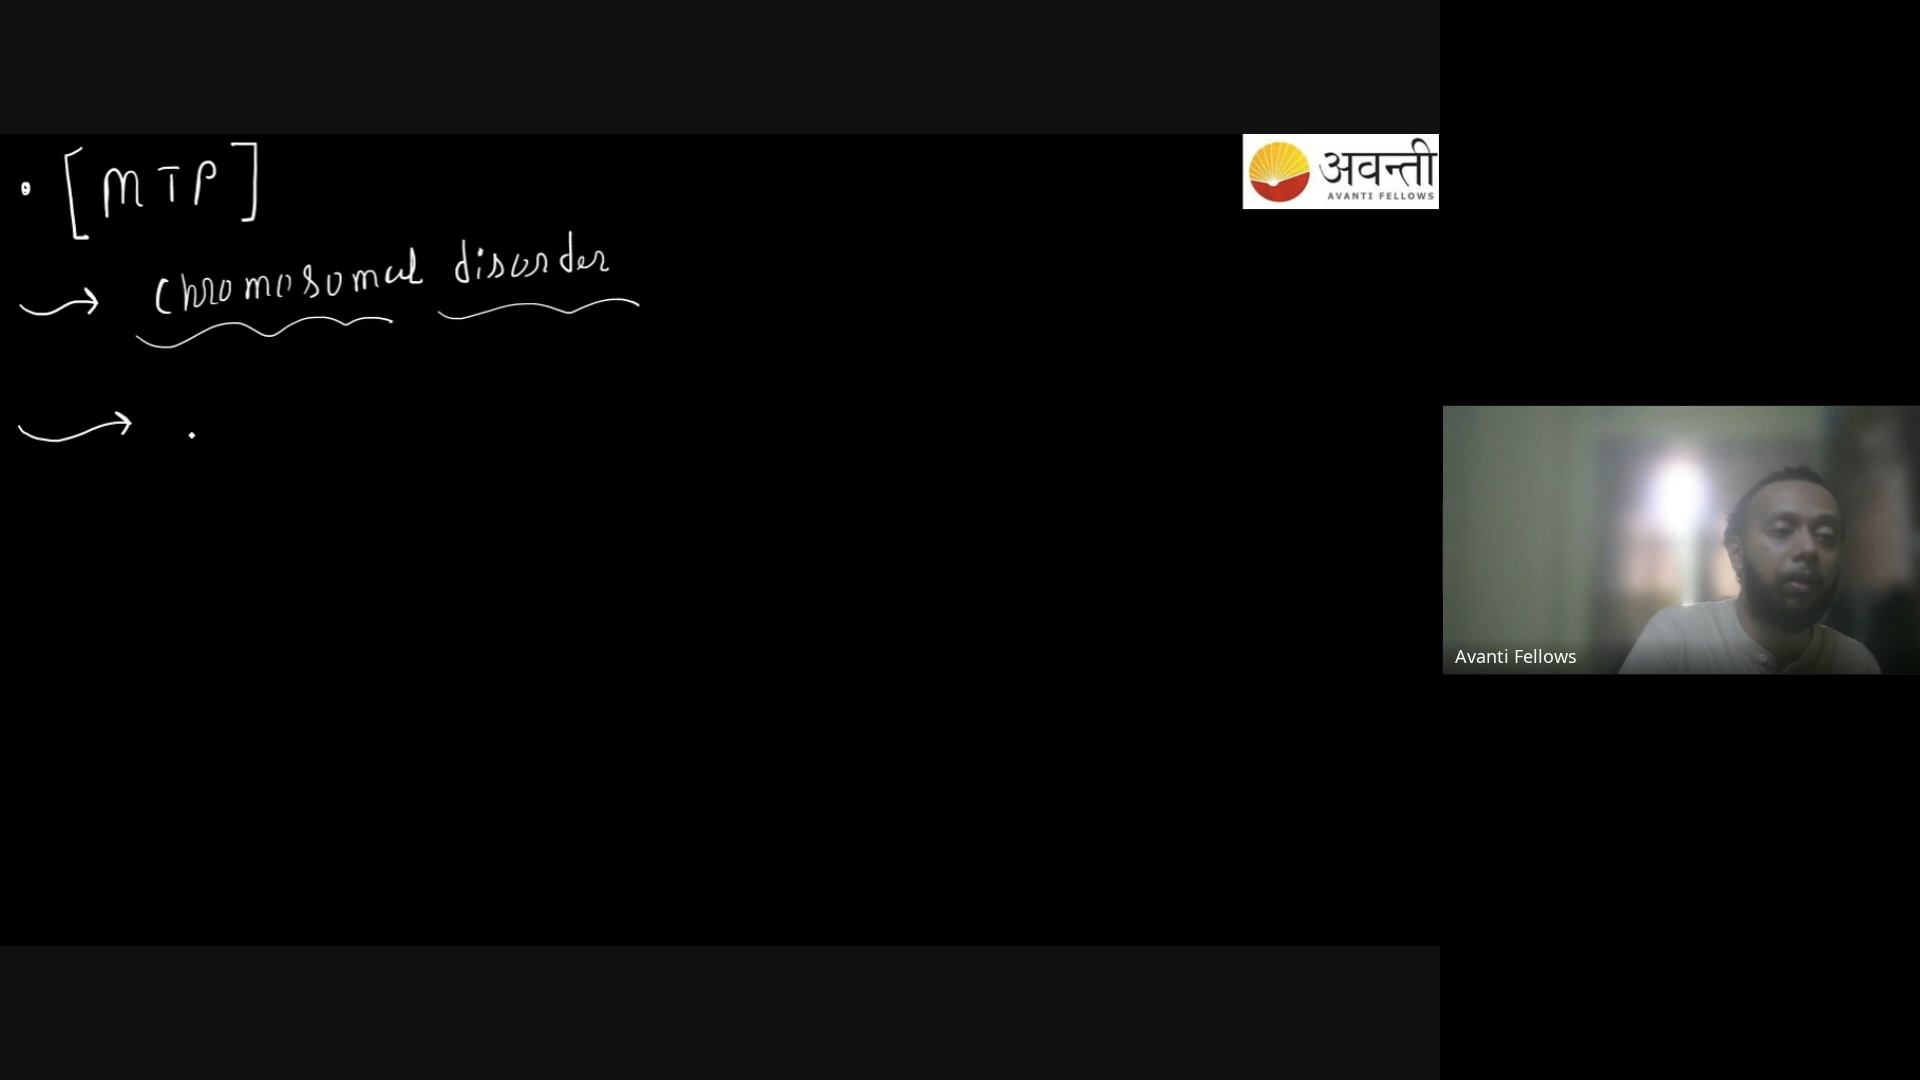 [MTP]
Chromosomal disorder
अवन्ती
AVANTI FELLOWS
Avanti Fellows